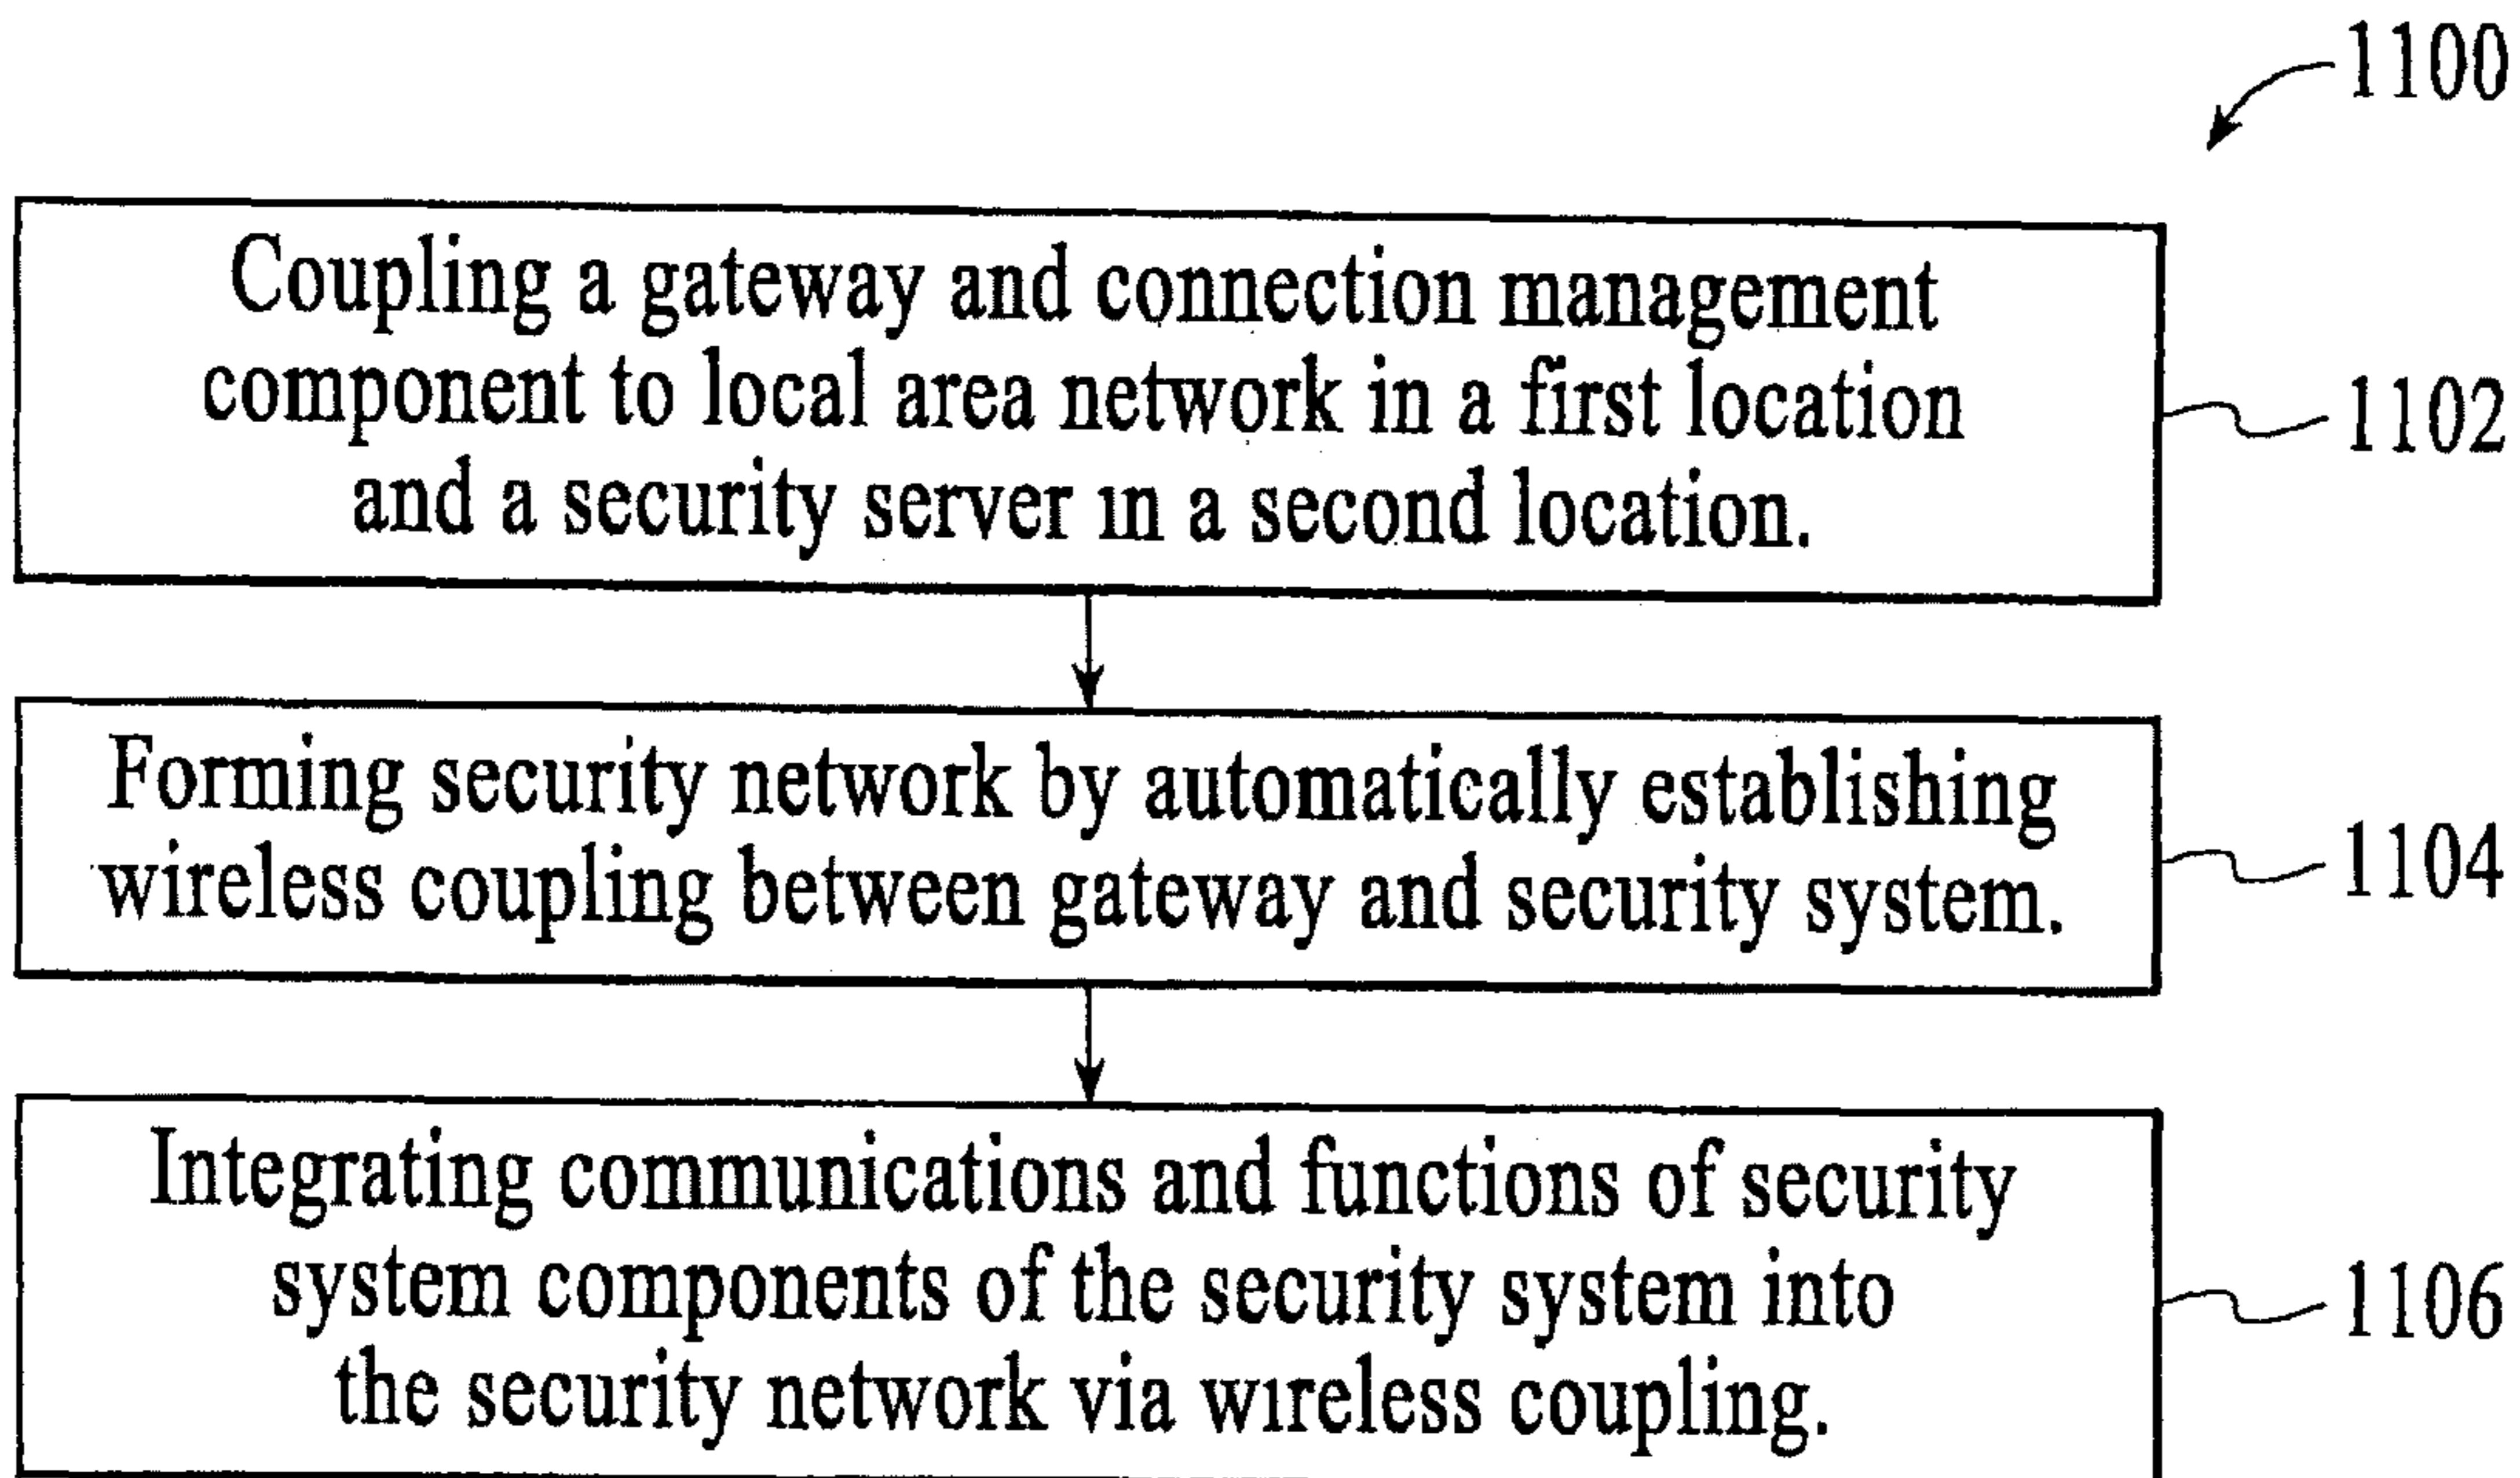 1100
Coupling a gateway and connection management
component to local area network in a first location
and a security server in a second location.
1102
Forming security network by automatically establishing
wireless coupling between gateway and security system.
1104
Integrating communications and functions of security
system components of the security system into
the security network via wireless coupling.
1106